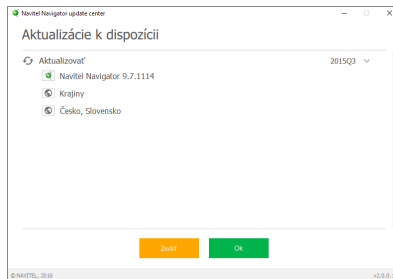 Navitel Navigator update center
Aktualizácie k dispozícii
Aktualizovať 2015Q3
Navitel Navigator 9.7.1114
Krajiny
Česko, Slovensko
Zrušiť Ok
© NAVITEL, 2016 v2.0.0.